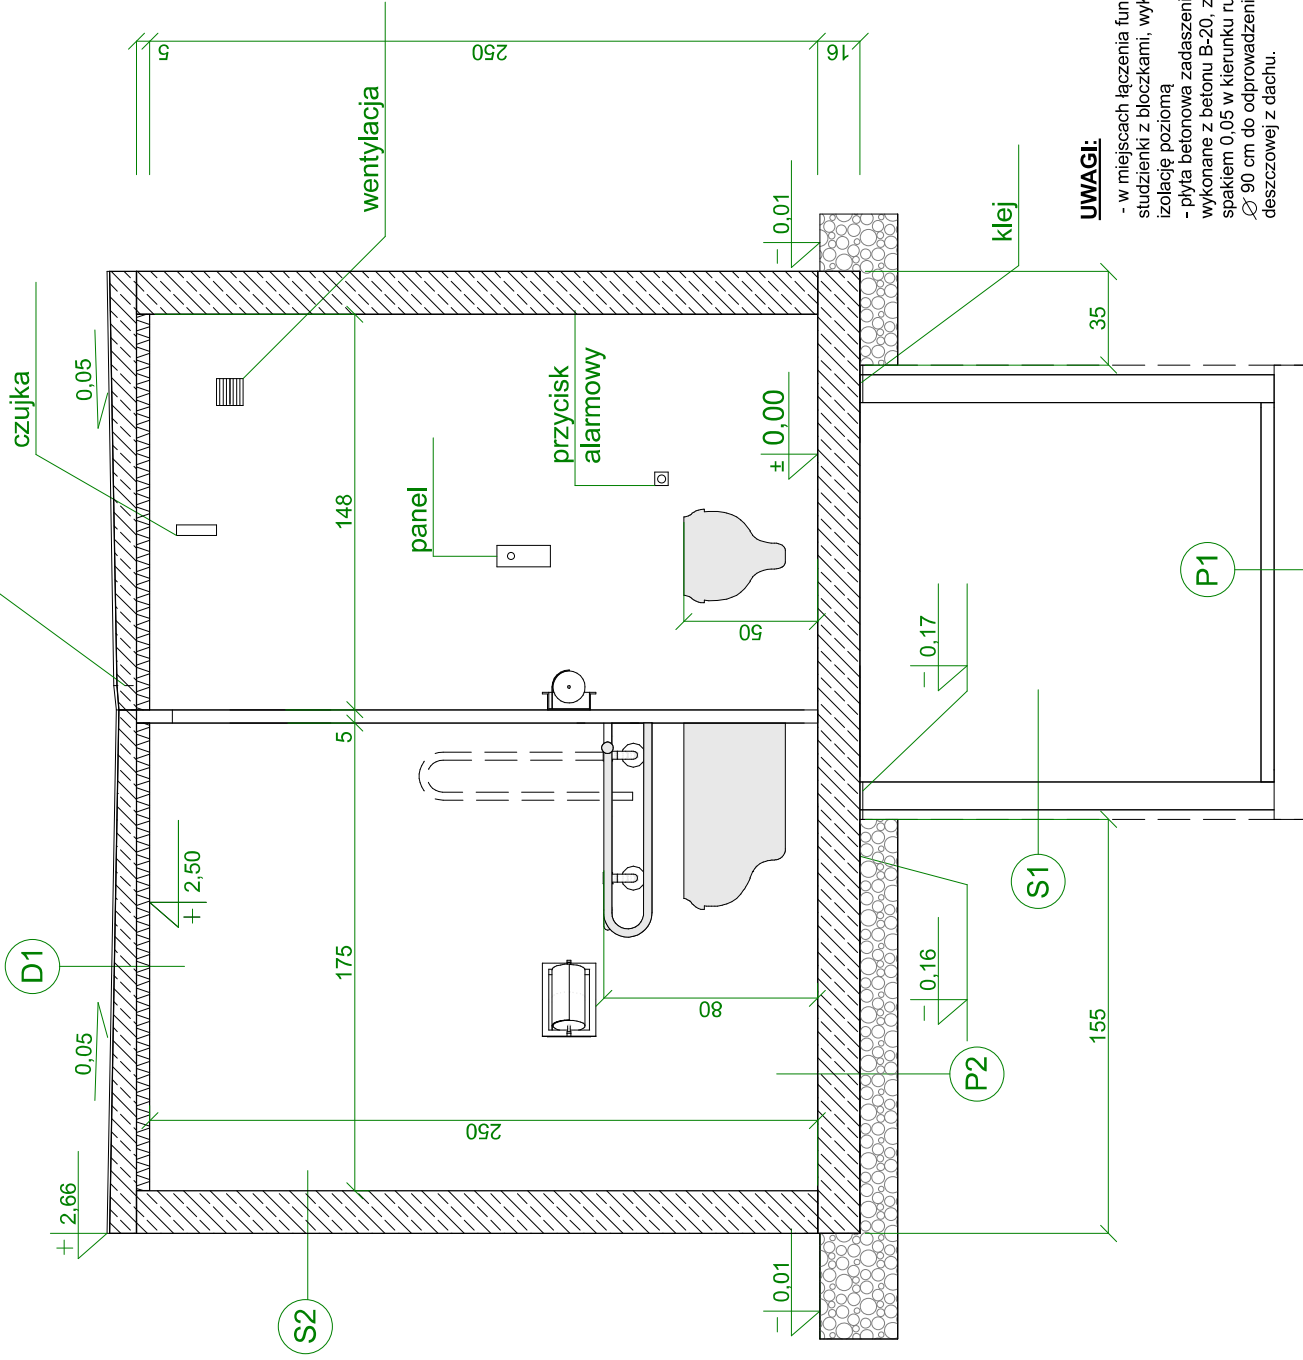 czujka
wentylacja
panel
przycisk
alarmowy
klej
D1
S2
P2
S1
P1
0,05
0,05
+ 2,66
+ 2,50
± 0,00
− 0,01
− 0,01
− 0,16
− 0,17
5
250
16
148
5
175
50
80
250
35
155
UWAGI:
- w miejscach łączenia fun
studzienki z bloczkami, wyk
izolację poziomą
- płyta betonowa zadaszeni
wykonane z betonu B-20, z
spakiem 0,05 w kierunku ru
∅ 90 cm do odprowadzeni
deszczowej z dachu.